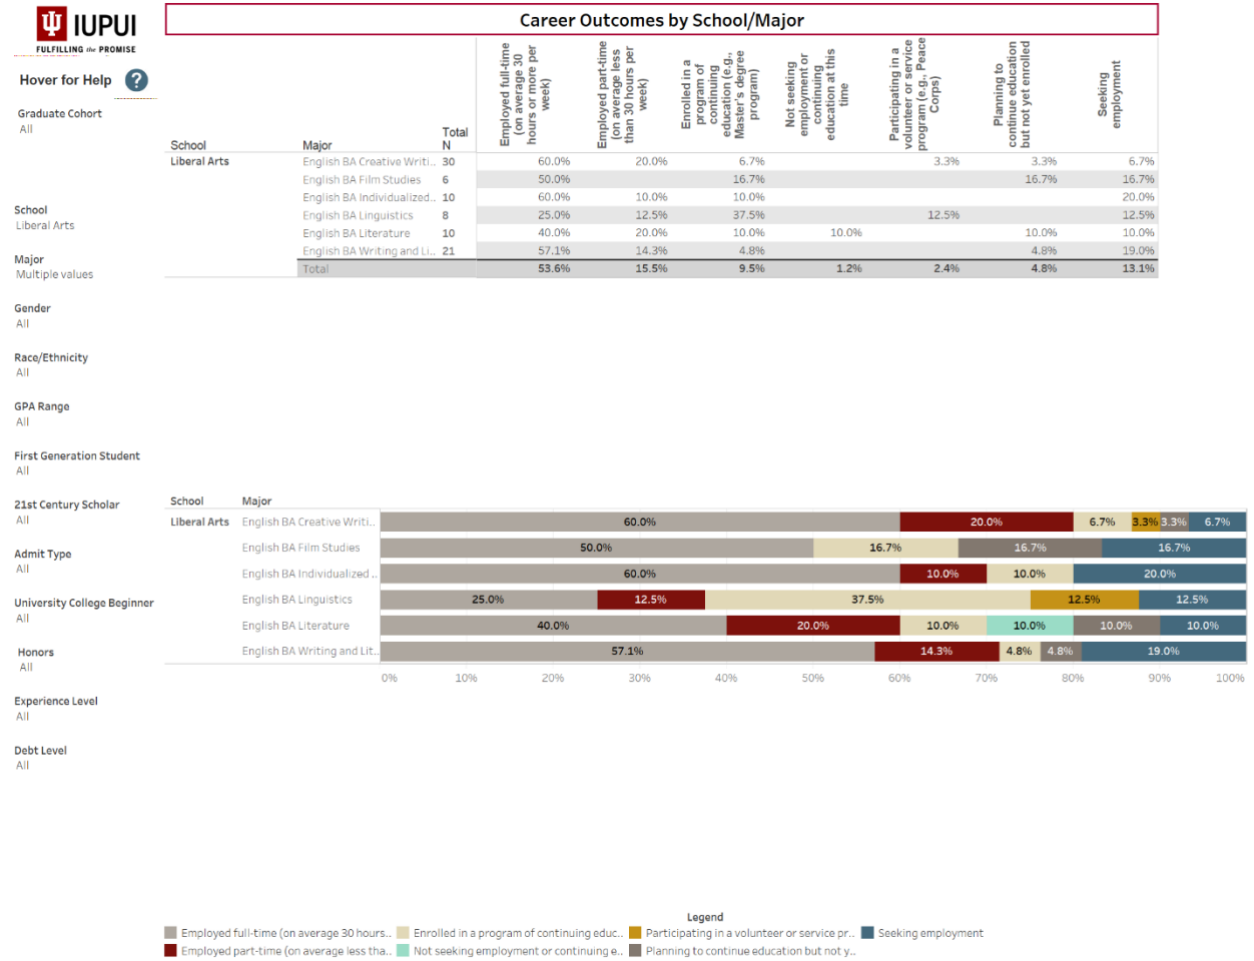 IUPUI
FULFILLING the PROMISE
Hover for Help ?
Graduate Cohort
All
School
Liberal Arts
Major
Multiple values
Gender
All
Race/Ethnicity
All
GPA Range
All
First Generation Student
All
21st Century Scholar
All
Admit Type
All
University College Beginner
All
Honors
All
Experience Level
All
Debt Level
All
Career Outcomes by School/Major
School Major Total N
Employed full-time (on average 30 hours or more per week)
Employed part-time (on average less than 30 hours per week)
Enrolled in a program of continuing education (e.g., Master's degree program)
Not seeking employment or continuing education at this time
Participating in a volunteer or service program (e.g., Peace Corps)
Planning to continue education but not yet enrolled
Seeking employment
Liberal Arts English BA Creative Writi.. 30 60.0% 20.0% 6.7% 3.3% 3.3% 6.7%
English BA Film Studies 6 50.0% 16.7% 16.7% 16.7%
English BA Individualized.. 10 60.0% 10.0% 10.0% 20.0%
English BA Linguistics 8 25.0% 12.5% 37.5% 12.5% 12.5%
English BA Literature 10 40.0% 20.0% 10.0% 10.0% 10.0% 10.0%
English BA Writing and Li.. 21 57.1% 14.3% 4.8% 4.8% 19.0%
Total 53.6% 15.5% 9.5% 1.2% 2.4% 4.8% 13.1%
School Major
Liberal Arts English BA Creative Writi.. 60.0% 20.0% 6.7% 3.3% 3.3% 6.7%
English BA Film Studies 50.0% 16.7% 16.7% 16.7%
English BA Individualized .. 60.0% 10.0% 10.0% 20.0%
English BA Linguistics 25.0% 12.5% 37.5% 12.5% 12.5%
English BA Literature 40.0% 20.0% 10.0% 10.0% 10.0% 10.0%
English BA Writing and Lit.. 57.1% 14.3% 4.8% 4.8% 19.0%
0% 10% 20% 30% 40% 50% 60% 70% 80% 90% 100%
Legend
Employed full-time (on average 30 hours.. Enrolled in a program of continuing educ.. Participating in a volunteer or service pr.. Seeking employment
Employed part-time (on average less tha.. Not seeking employment or continuing e.. Planning to continue education but not y..